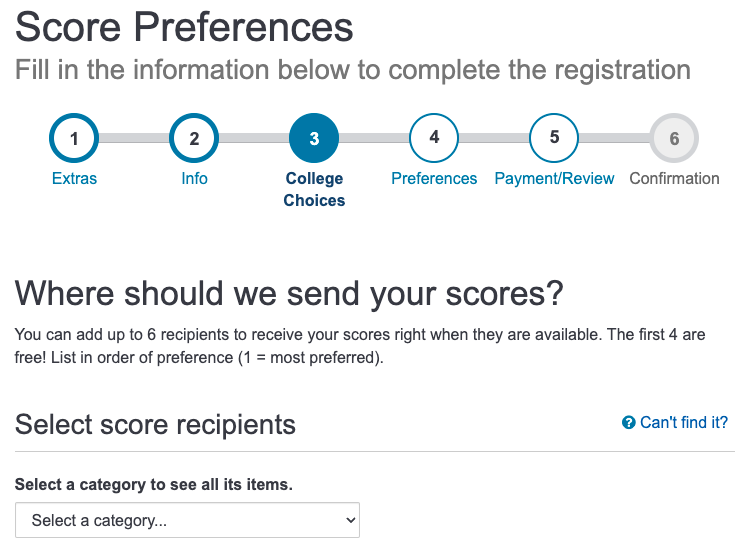 Score Preferences
Fill in the information below to complete the registration
1 2 3 4 5 6
Extras Info College Choices Preferences Payment/Review Confirmation
Where should we send your scores?
You can add up to 6 recipients to receive your scores right when they are available. The first 4 are
free! List in order of preference (1 = most preferred).
Select score recipients
? Can't find it?
Select a category to see all its items.
Select a category...